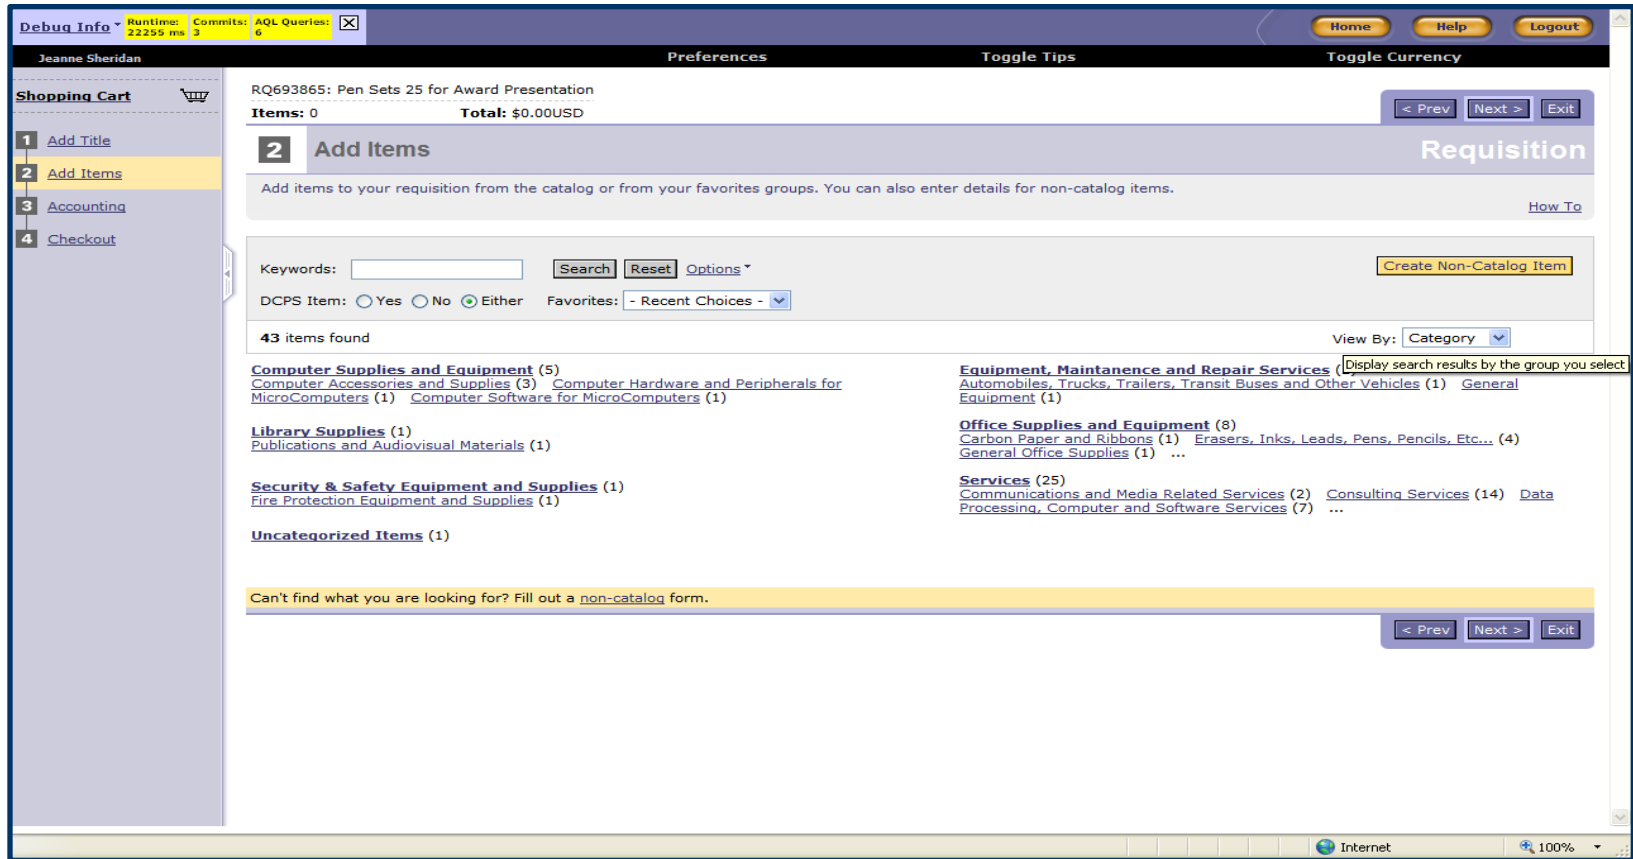 Debug Info Runtime: Commits: AQL Queries:
22255 ms 3 6
Home Help Logout
Jeanne Sheridan Preferences Toggle Tips Toggle Currency
Shopping Cart
1 Add Title
2 Add Items
3 Accounting
4 Checkout
RQ693865: Pen Sets 25 for Award Presentation
Items: 0 Total: $0.00USD
< Prev Next > Exit
2 Add Items Requisition
Add items to your requisition from the catalog or from your favorites groups. You can also enter details for non-catalog items.
How To
Keywords: Search Reset Options Create Non-Catalog Item
DCPS Item: Yes No Either Favorites: - Recent Choices -
43 items found View By: Category
Display search results by the group you select
Computer Supplies and Equipment (5)
Computer Accessories and Supplies (3) Computer Hardware and Peripherals for
MicroComputers (1) Computer Software for MicroComputers (1)
Library Supplies (1)
Publications and Audiovisual Materials (1)
Security & Safety Equipment and Supplies (1)
Fire Protection Equipment and Supplies (1)
Uncategorized Items (1)
Equipment, Maintanence and Repair Services (
Automobiles, Trucks, Trailers, Transit Buses and Other Vehicles (1) General
Equipment (1)
Office Supplies and Equipment (8)
Carbon Paper and Ribbons (1) Erasers, Inks, Leads, Pens, Pencils, Etc... (4)
General Office Supplies (1) ...
Services (25)
Communications and Media Related Services (2) Consulting Services (14) Data
Processing, Computer and Software Services (7) ...
Can't find what you are looking for? Fill out a non-catalog form.
< Prev Next > Exit
Internet 100%